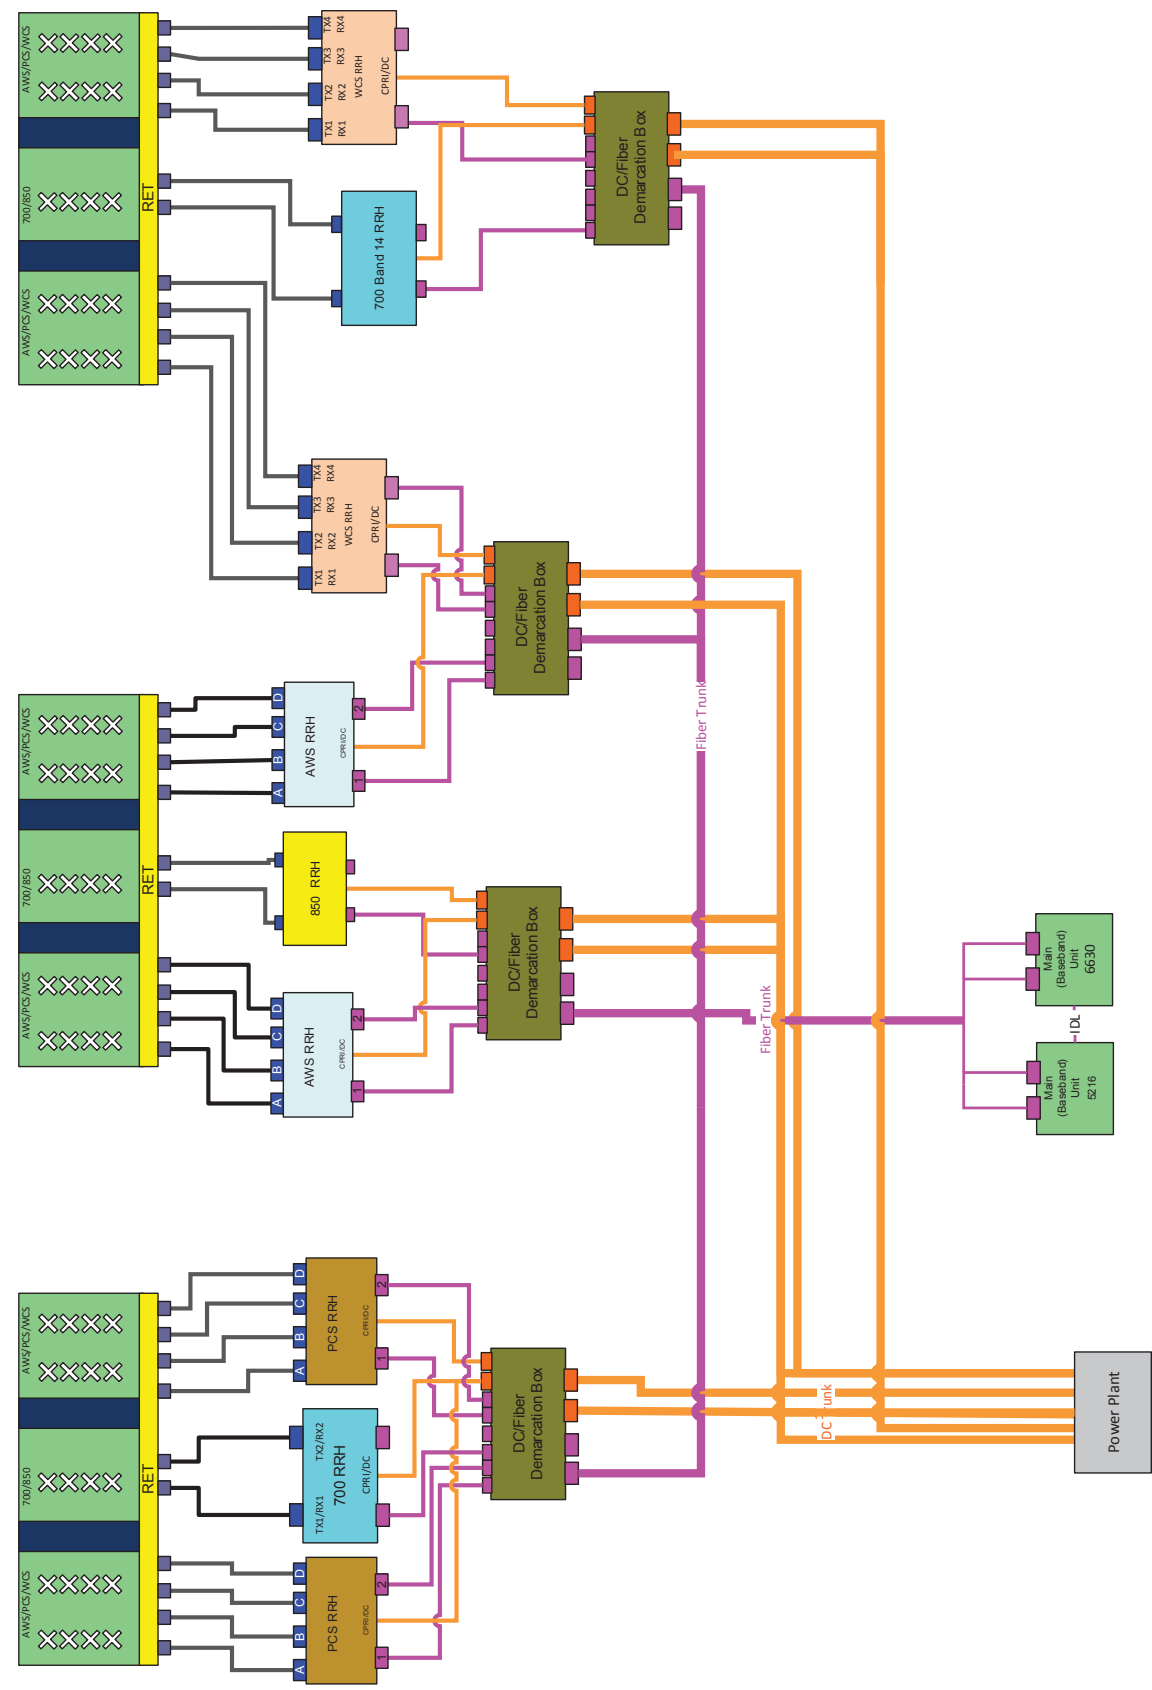 AWS/PCS/WCS
700/850
AWS/PCS/WCS
RET
TX4
RX4
TX3
RX3
TX2
RX2
TX1
RX1
WCS RRH
CPRI/DC
700 Band 14 RRH
DC/Fiber
Demarcation Box
TX4
RX4
TX3
RX3
TX2
RX2
TX1
RX1
WCS RRH
CPRI/DC
DC/Fiber
Demarcation Box
AWS/PCS/WCS
700/850
AWS/PCS/WCS
RET
D
C
B
A
AWS RRH
CPRI/DC
2
1
850 RRH
D
C
B
A
AWS RRH
CPRI/DC
2
1
DC/Fiber
Demarcation Box
Fiber Trunk
Fiber Trunk
Main
(Baseband)
Unit
6630
IDL
Main
(Baseband)
Unit
5216
AWS/PCS/WCS
700/850
AWS/PCS/WCS
RET
D
C
B
A
PCS RRH
CPRI/DC
2
1
TX2/RX2
TX1/RX1
700 RRH
CPRI/DC
D
C
B
A
PCS RRH
CPRI/DC
2
1
DC/Fiber
Demarcation Box
DC Trunk
Power Plant